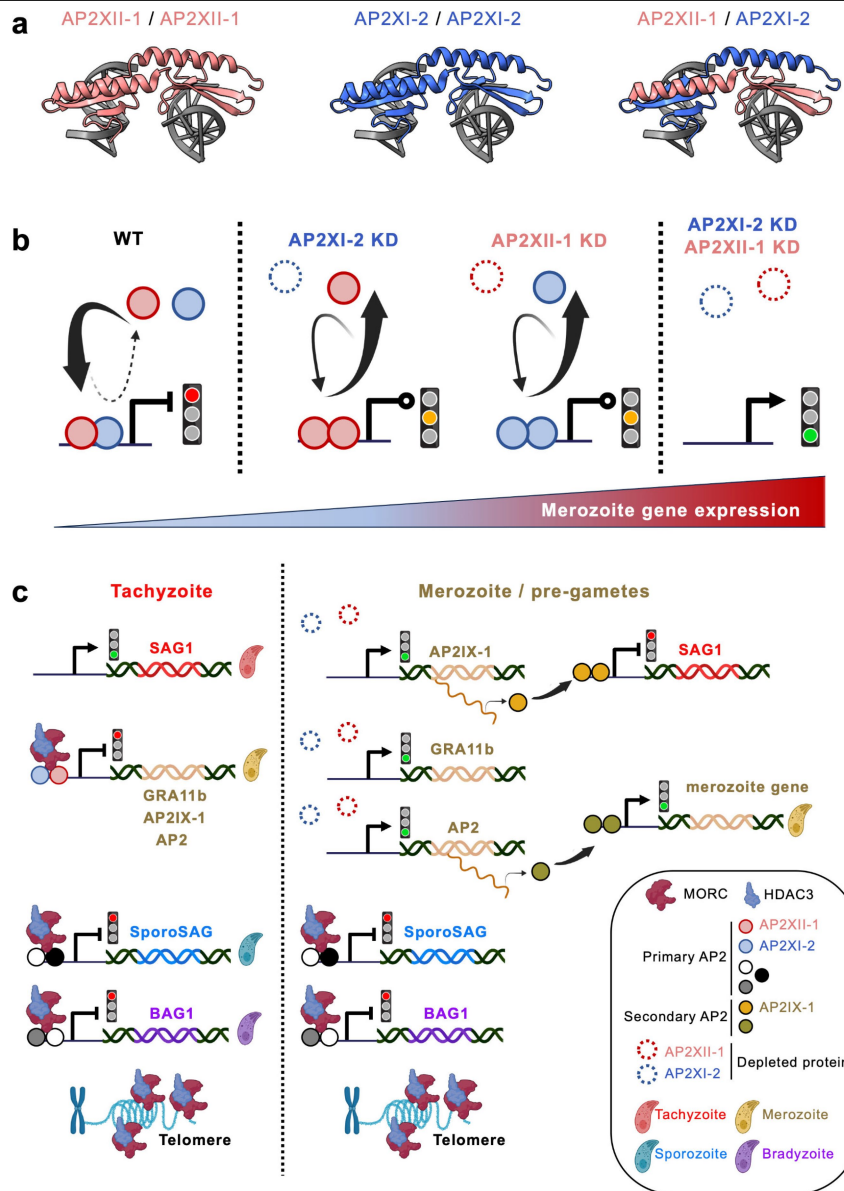 a
AP2XII-1 / AP2XII-1
AP2XI-2 / AP2XI-2
AP2XII-1 / AP2XI-2
b
WT
AP2XI-2 KD
AP2XII-1 KD
AP2XI-2 KD
AP2XII-1 KD
Merozoite gene expression
c
Tachyzoite
Merozoite / pre-gametes
SAG1
AP2IX-1
SAG1
GRA11b
AP2IX-1
AP2
GRA11b
AP2
merozoite gene
SporoSAG
SporoSAG
BAG1
BAG1
Telomere
Telomere
MORC
HDAC3
Primary AP2
AP2XII-1
AP2XI-2
Secondary AP2
AP2IX-1
AP2XII-1
AP2XI-2
Depleted protein
Tachyzoite
Merozoite
Sporozoite
Bradyzoite